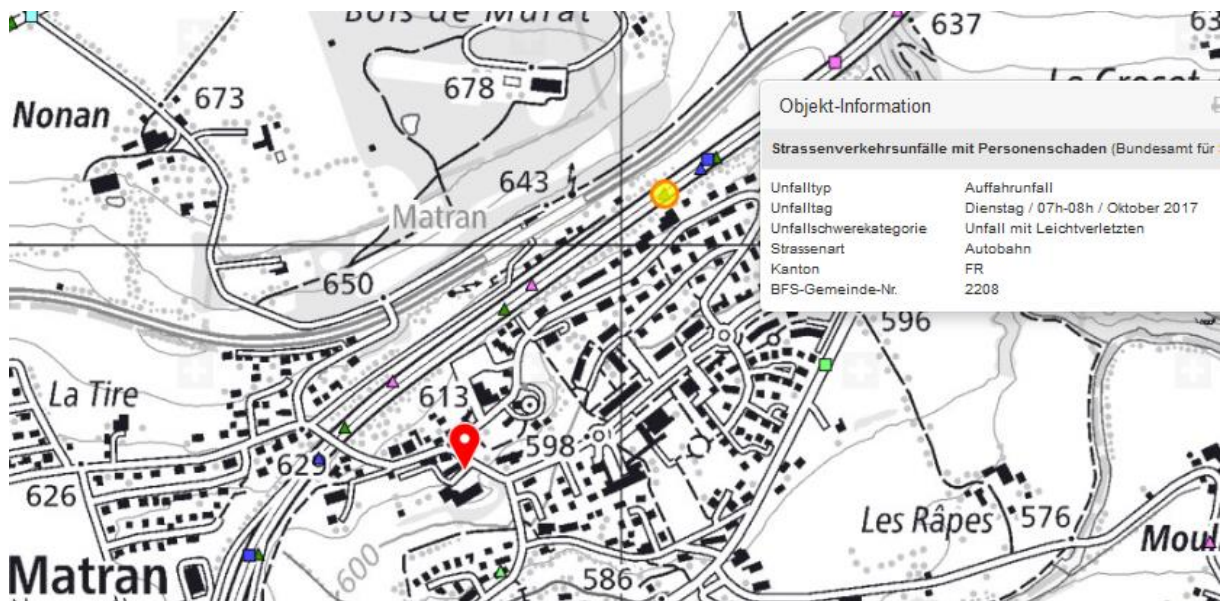 Bois de Murat
637
63
673
678
Nonan
Objekt-Information
Strassenverkehrsunfälle mit Personenschaden (Bundesamt für
643
Unfalltyp Auffahrunfall
Matran
Unfalltag Dienstag / 07h-08h / Oktober 2017
Unfallschwerekategorie Unfall mit Leichtverletzten
Strassenart Autobahn
650
Kanton FR
BFS-Gemeinde-Nr. 2208
596
La Tire
613
598
629
626
Les Râpes
576
Moul
586
600
Matran